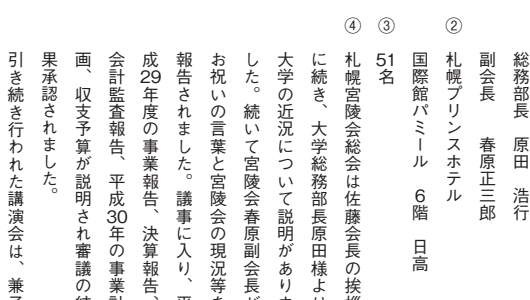 総務部長　原田　浩行
副会長　　春原正三郎
② 札幌プリンスホテル
国際館パミール　6階　日高
③ 51名
④ 札幌宮陵会総会は佐藤会長の挨拶
に続き、大学総務部長原田様より
大学の近況について説明がありま
した。続いて宮陵会春原副会長が
お祝いの言葉と宮陵会の現況等を
報告されました。議事に入り、平
成29年度の事業報告、決算報告、
会計監査報告、平成30年の事業計
画、収支予算が説明され審議の結
果承認されました。
引き続き行われた講演会は、兼子